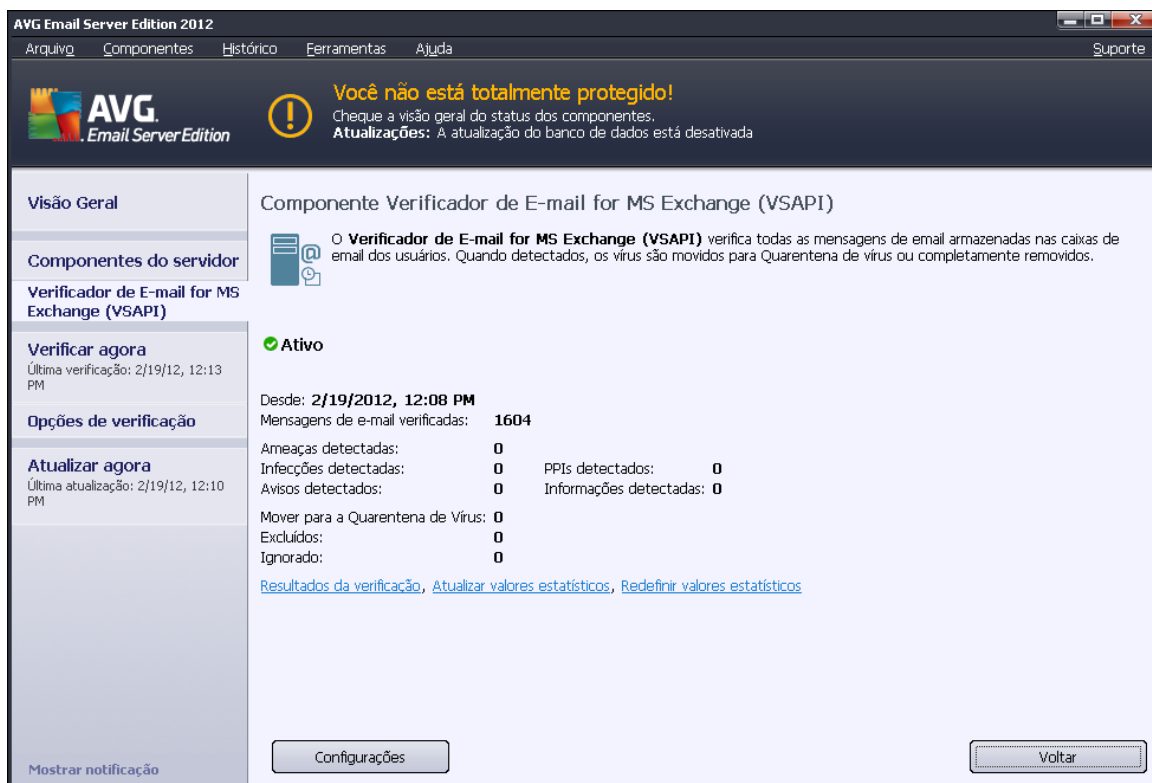 AVG Email Server Edition 2012
Arquivo Componentes Histórico Ferramentas Ajuda Suporte
AVG.
Email Server Edition
Você não está totalmente protegido!
Cheque a visão geral do status dos componentes.
Atualizações: A atualização do banco de dados está desativada
Visão Geral
Componentes do servidor
Verificador de E-mail for MS
Exchange (VSAPI)
Verificar agora
Última verificação: 2/19/12, 12:13
PM
Opções de verificação
Atualizar agora
Última atualização: 2/19/12, 12:10
PM
Mostrar notificação
Componente Verificador de E-mail for MS Exchange (VSAPI)
O Verificador de E-mail for MS Exchange (VSAPI) verifica todas as mensagens de email armazenadas nas caixas de
email dos usuários. Quando detectados, os vírus são movidos para Quarentena de vírus ou completamente removidos.
Ativo
Desde: 2/19/2012, 12:08 PM
Mensagens de e-mail verificadas: 1604
Ameaças detectadas: 0
Infecções detectadas: 0 PPIs detectados: 0
Avisos detectados: 0 Informações detectadas: 0
Mover para a Quarentena de Vírus: 0
Excluídos: 0
Ignorado: 0
Resultados da verificação, Atualizar valores estatísticos, Redefinir valores estatísticos
Configurações Voltar